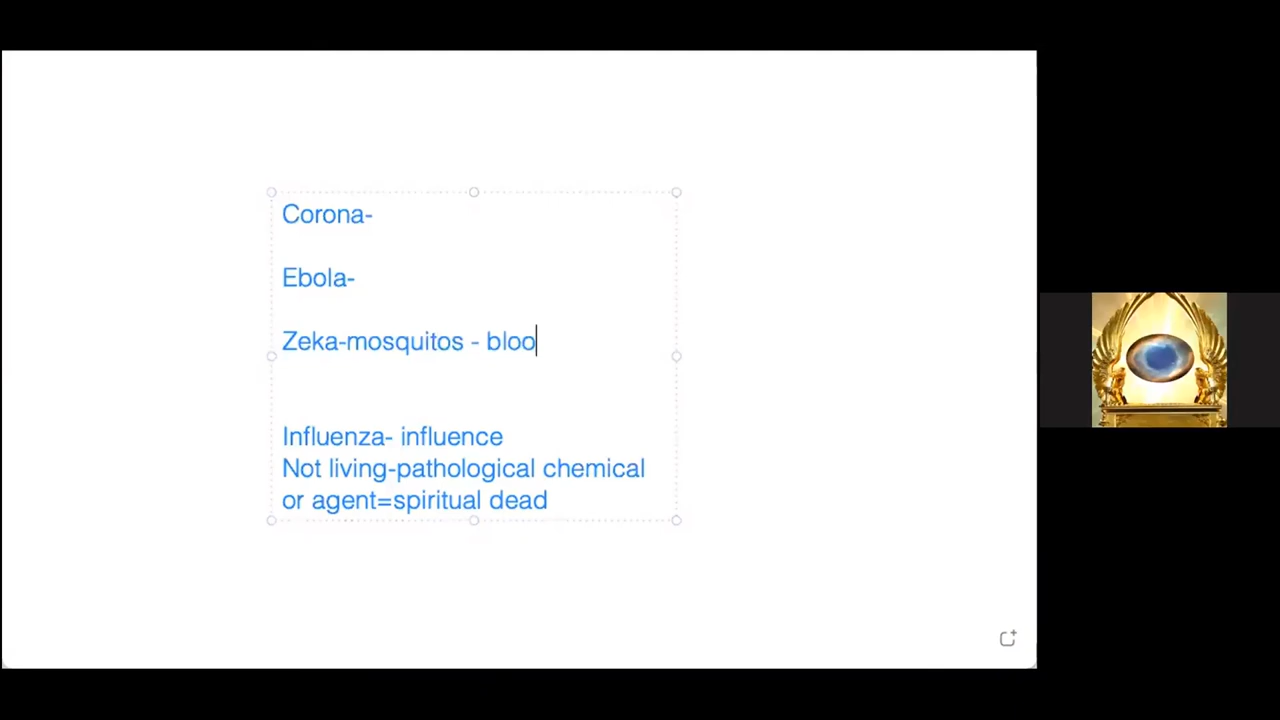 Corona-
Ebola-
Zeka-mosquitos - bloo
Influenza- influence
Not living-pathological chemical
or agent=spiritual dead